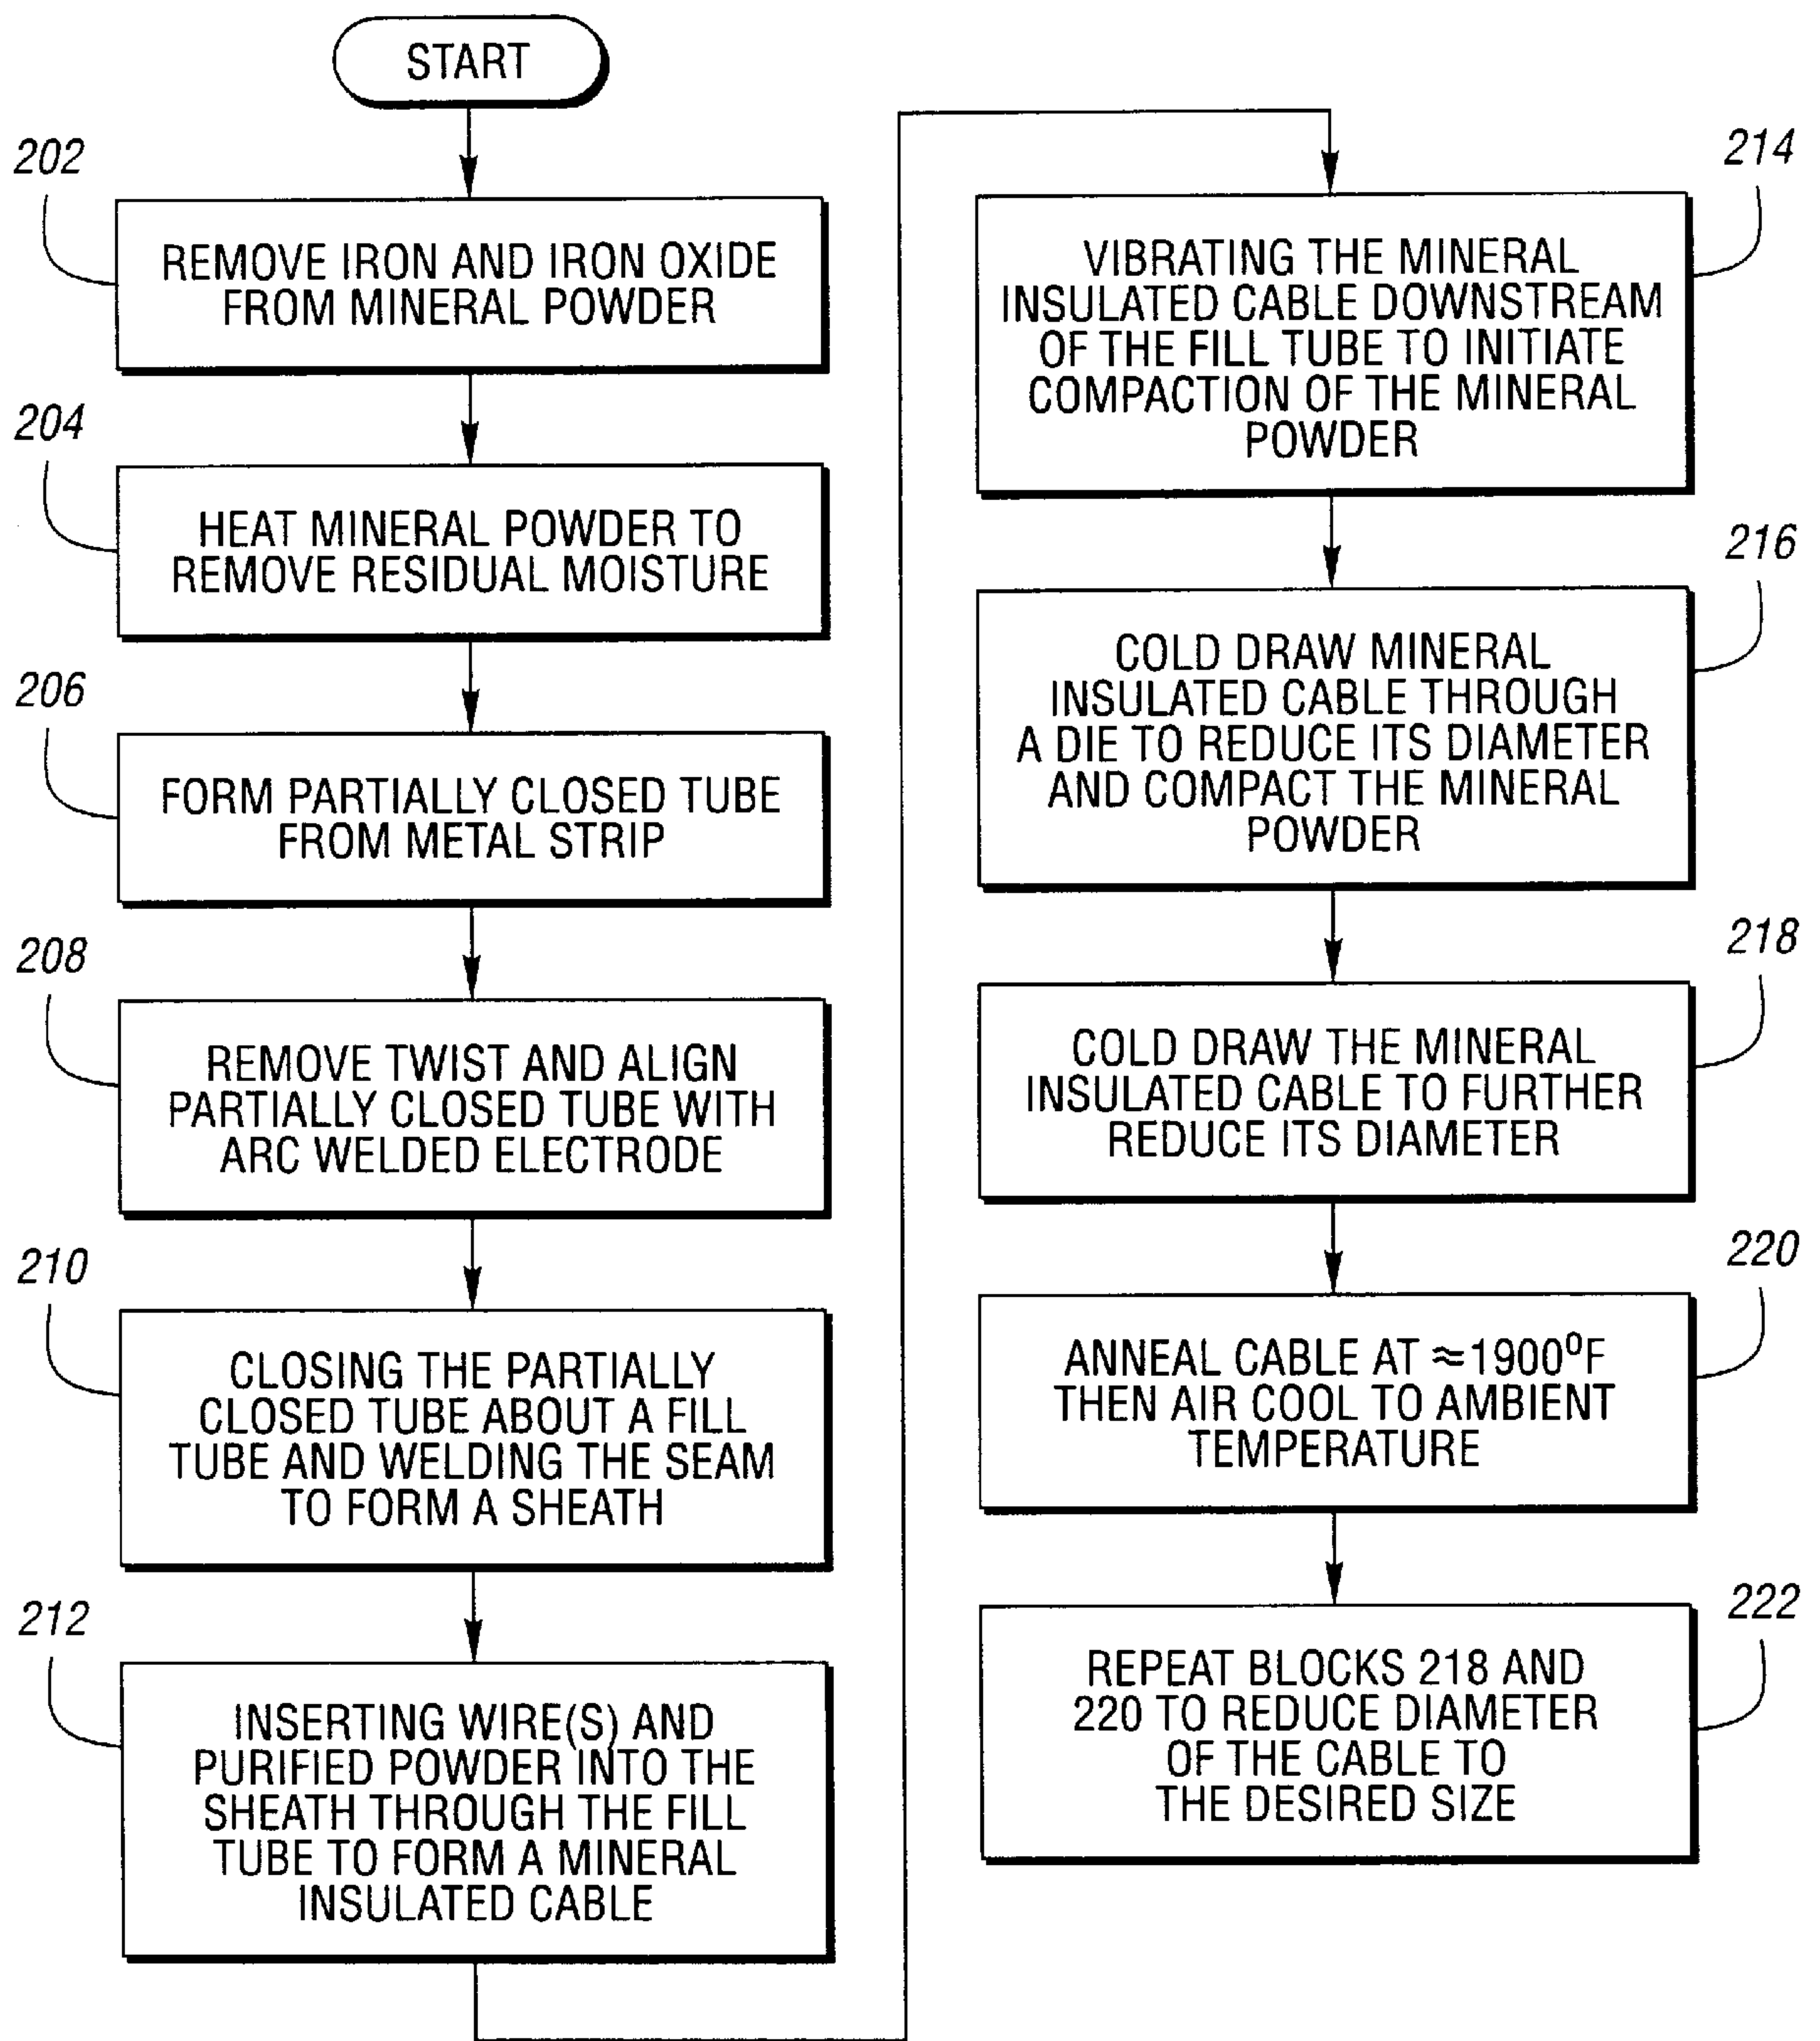 START
202
REMOVE IRON AND IRON OXIDE
FROM MINERAL POWDER
204
HEAT MINERAL POWDER TO
REMOVE RESIDUAL MOISTURE
206
FORM PARTIALLY CLOSED TUBE
FROM METAL STRIP
208
REMOVE TWIST AND ALIGN
PARTIALLY CLOSED TUBE WITH
ARC WELDED ELECTRODE
210
CLOSING THE PARTIALLY
CLOSED TUBE ABOUT A FILL
TUBE AND WELDING THE SEAM
TO FORM A SHEATH
212
INSERTING WIRE(S) AND
PURIFIED POWDER INTO THE
SHEATH THROUGH THE FILL
TUBE TO FORM A MINERAL
INSULATED CABLE
214
VIBRATING THE MINERAL
INSULATED CABLE DOWNSTREAM
OF THE FILL TUBE TO INITIATE
COMPACTION OF THE MINERAL
POWDER
216
COLD DRAW MINERAL
INSULATED CABLE THROUGH
A DIE TO REDUCE ITS DIAMETER
AND COMPACT THE MINERAL
POWDER
218
COLD DRAW THE MINERAL
INSULATED CABLE TO FURTHER
REDUCE ITS DIAMETER
220
ANNEAL CABLE AT ≈1900⁰F
THEN AIR COOL TO AMBIENT
TEMPERATURE
222
REPEAT BLOCKS 218 AND
220 TO REDUCE DIAMETER
OF THE CABLE TO
THE DESIRED SIZE